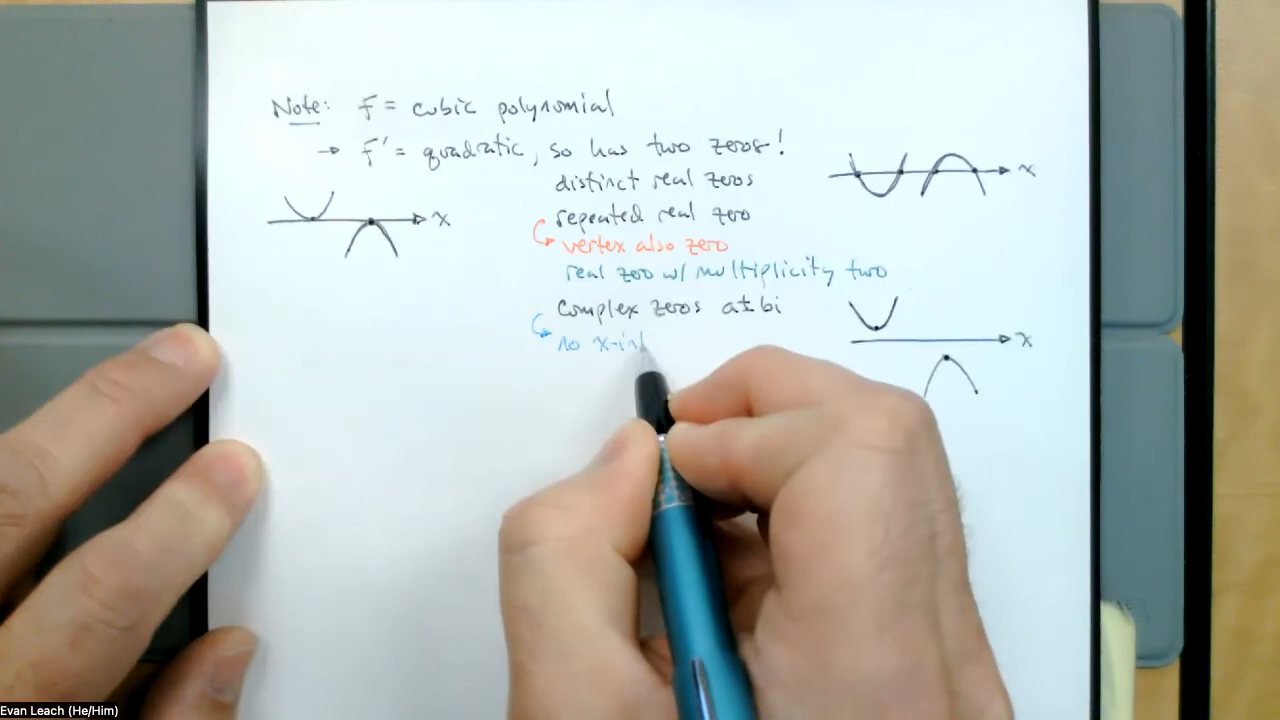 Note: f = cubic polynomial
→ f' = quadratic, so has two zeros!
distinct real zeros
x
repeated real zero
x
vertex also zero
real zero w/ multiplicity two
complex zeros a±bi
no x-int
x
Evan Leach (He/Him)